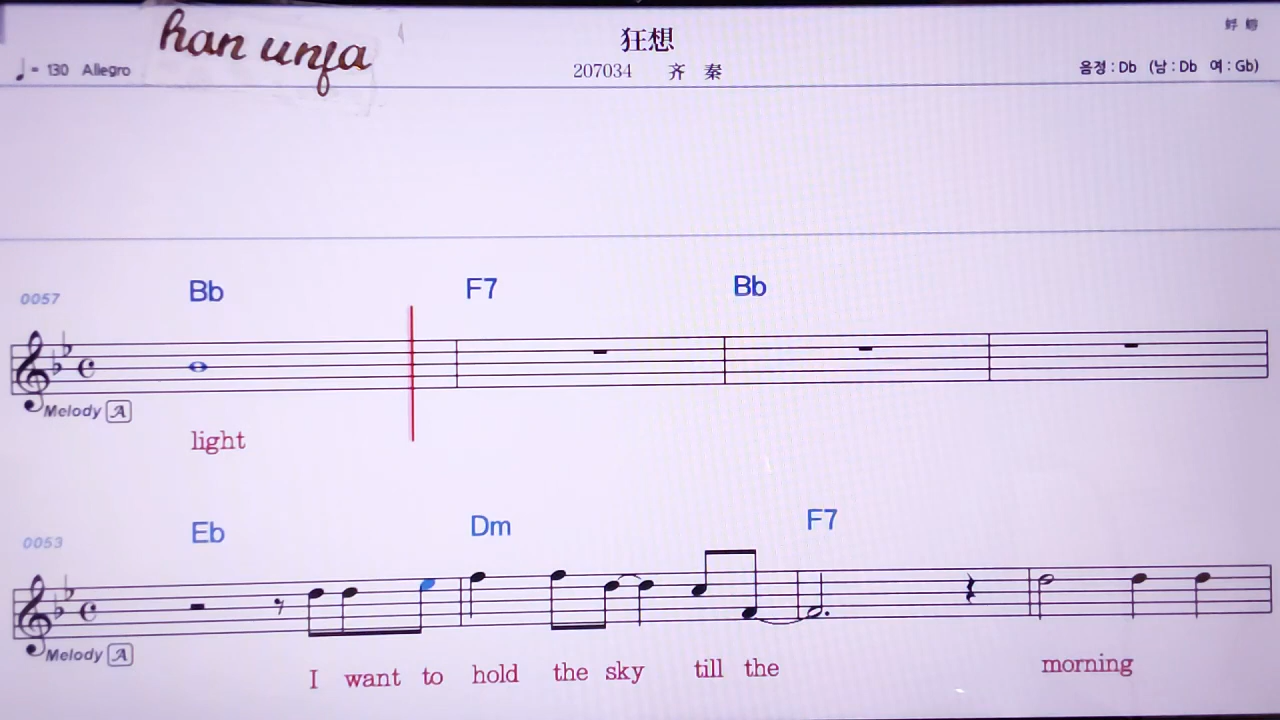 han unfa
狂想
♩= 130 Allegro
207034 齐 秦
음정 : Db (남 : Db 여 : Gb)
Bb F7 Bb
0057
Melody A
light
Eb Dm F7
0053
Melody A
I want to hold the sky till the morning